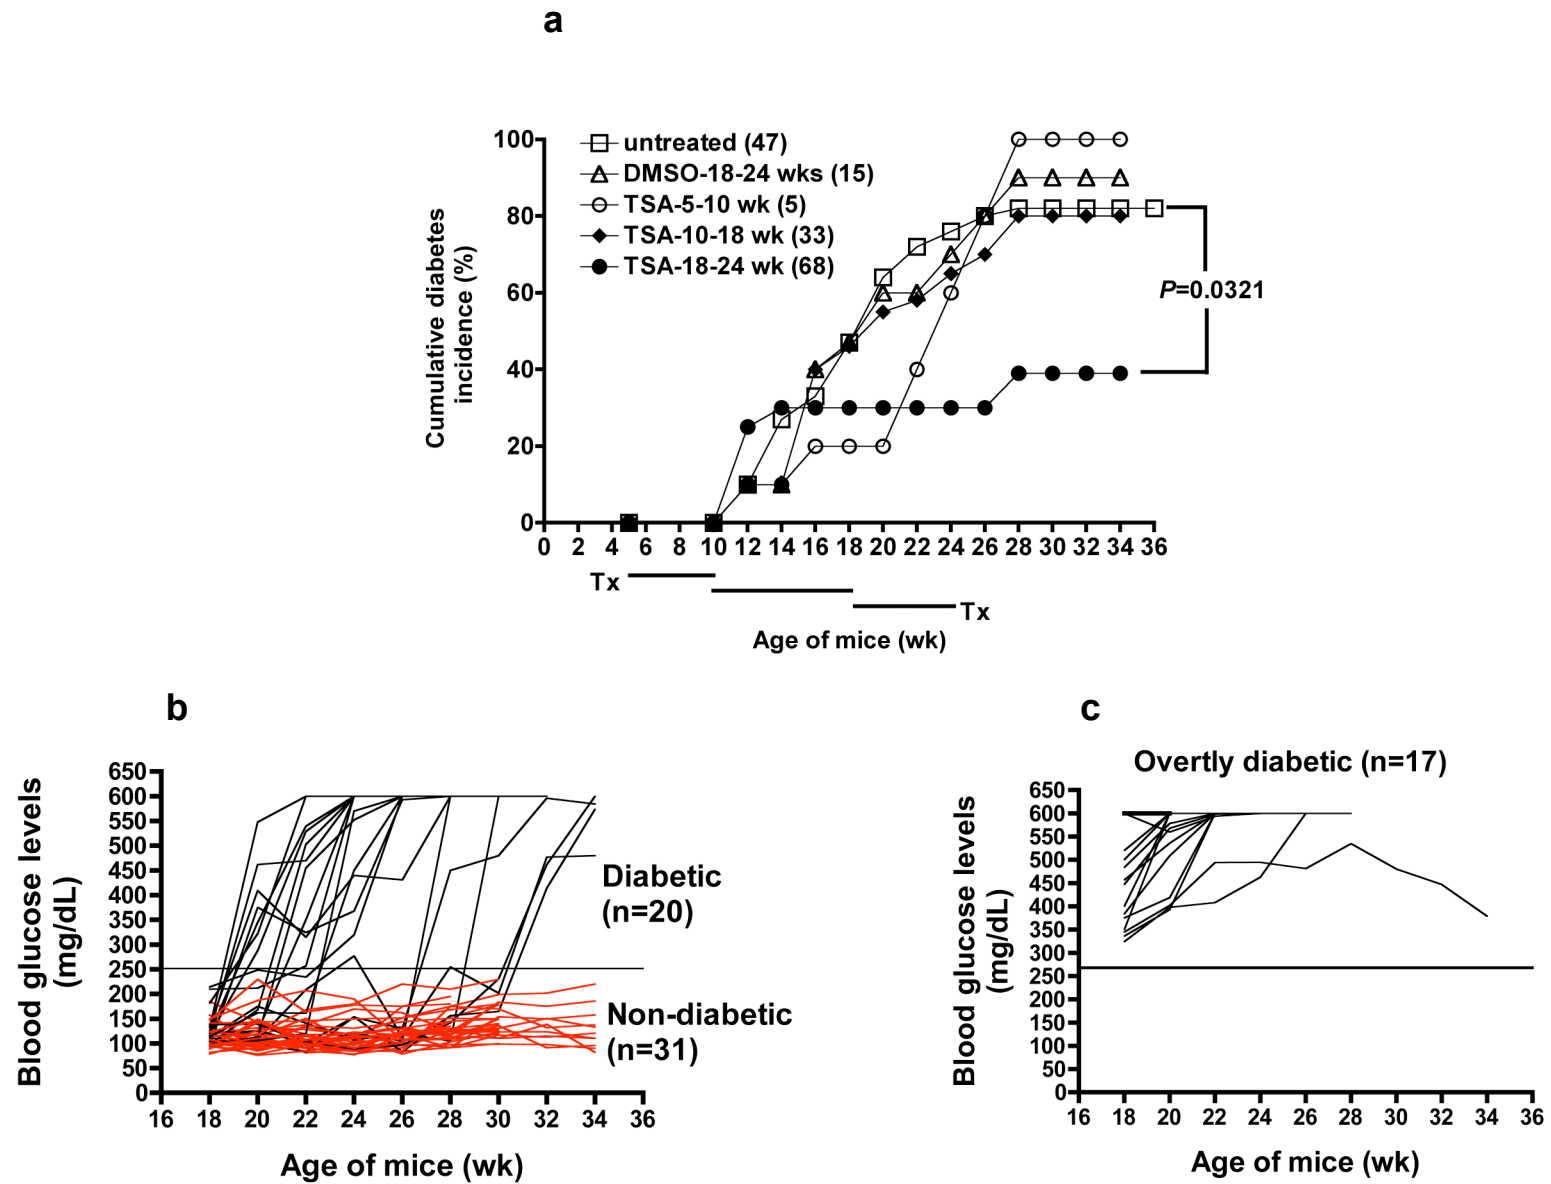 a
100
80
60
40
20
0
Cumulative diabetes
incidence (%)
untreated (47)
DMSO-18-24 wks (15)
TSA-5-10 wk (5)
TSA-10-18 wk (33)
TSA-18-24 wk (68)
P=0.0321
0 2 4 6 8 10 12 14 16 18 20 22 24 26 28 30 32 34 36
Tx
Tx
Age of mice (wk)
b
650
600
550
500
450
400
350
300
250
200
150
100
50
0
Blood glucose levels
(mg/dL)
Diabetic
(n=20)
Non-diabetic
(n=31)
16 18 20 22 24 26 28 30 32 34 36
Age of mice (wk)
c
Overtly diabetic (n=17)
650
600
550
500
450
400
350
300
250
200
150
100
50
0
Blood glucose levels
(mg/dL)
16 18 20 22 24 26 28 30 32 34 36
Age of mice (wk)